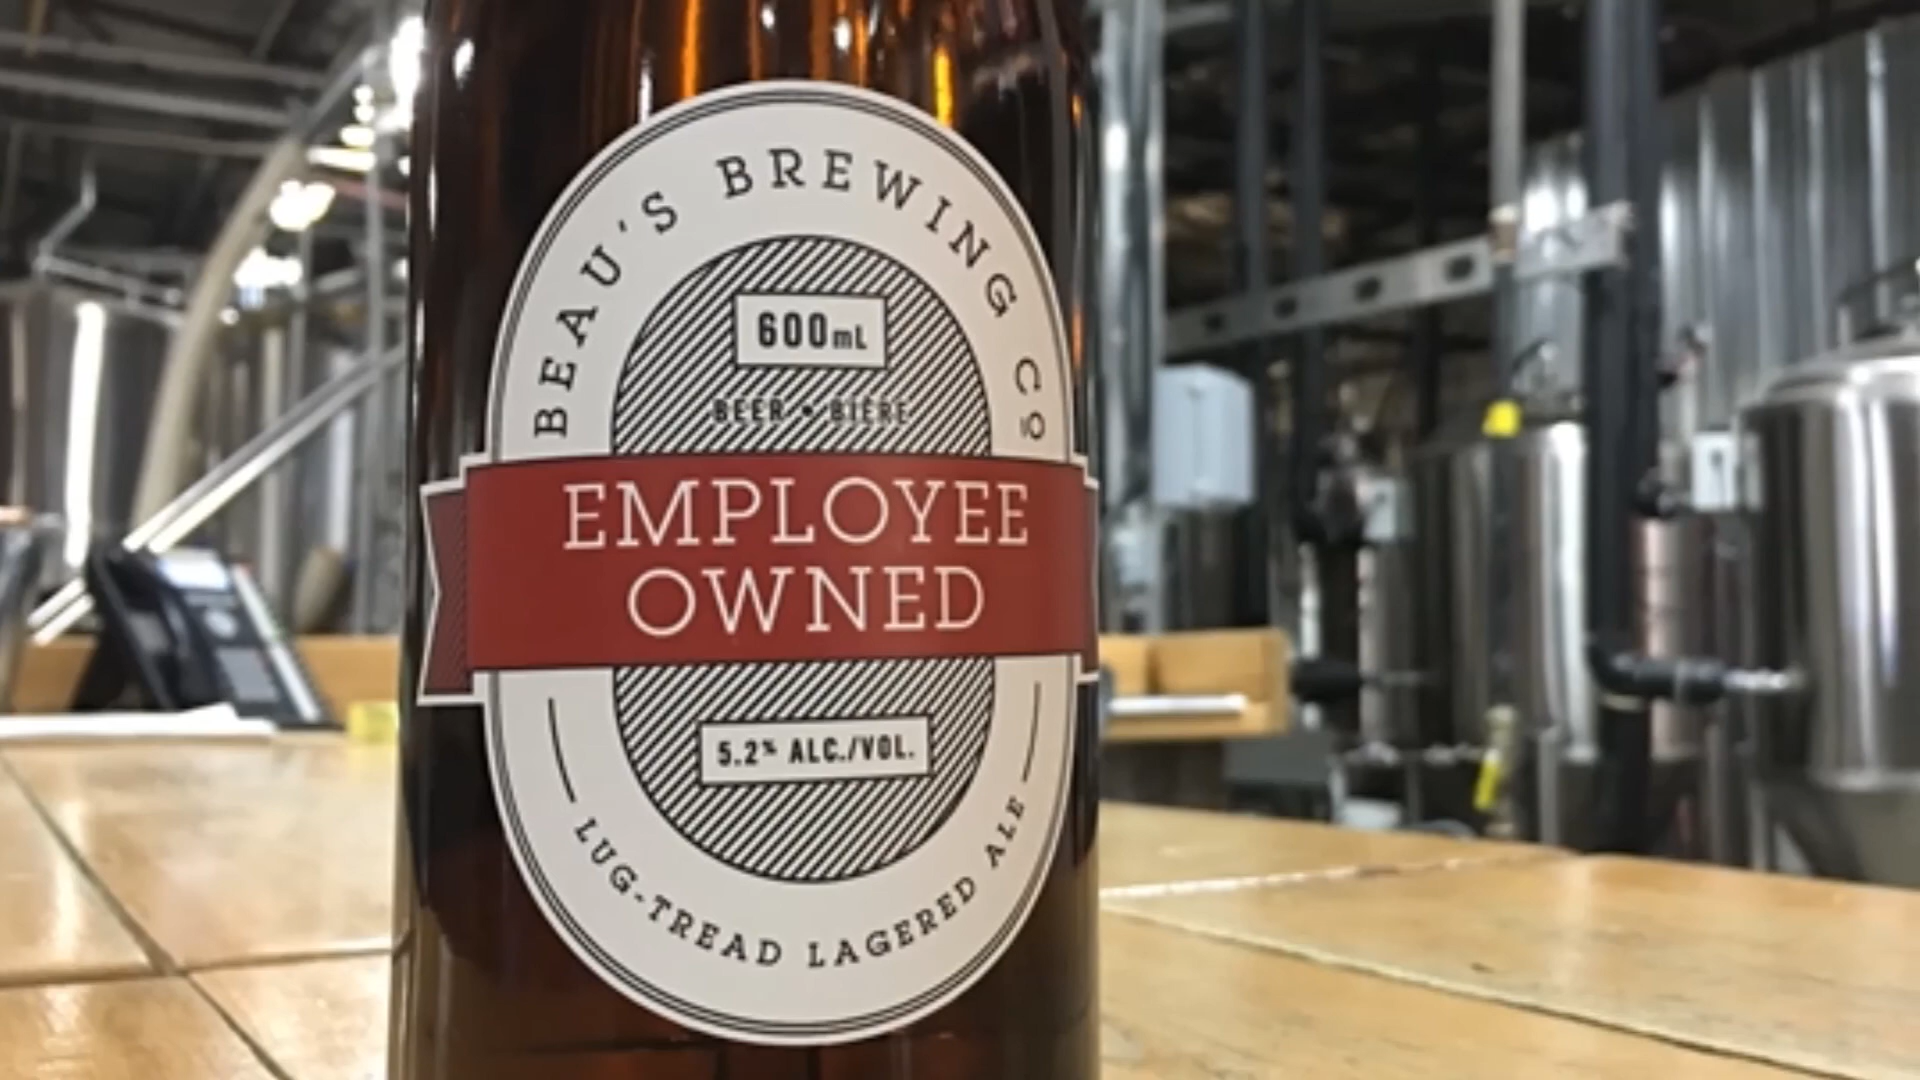 BEAU'S BREWING CO
600mL
BEER • BIÈRE
EMPLOYEE
OWNED
5.2% ALC./VOL.
LUG-TREAD LAGERED ALE